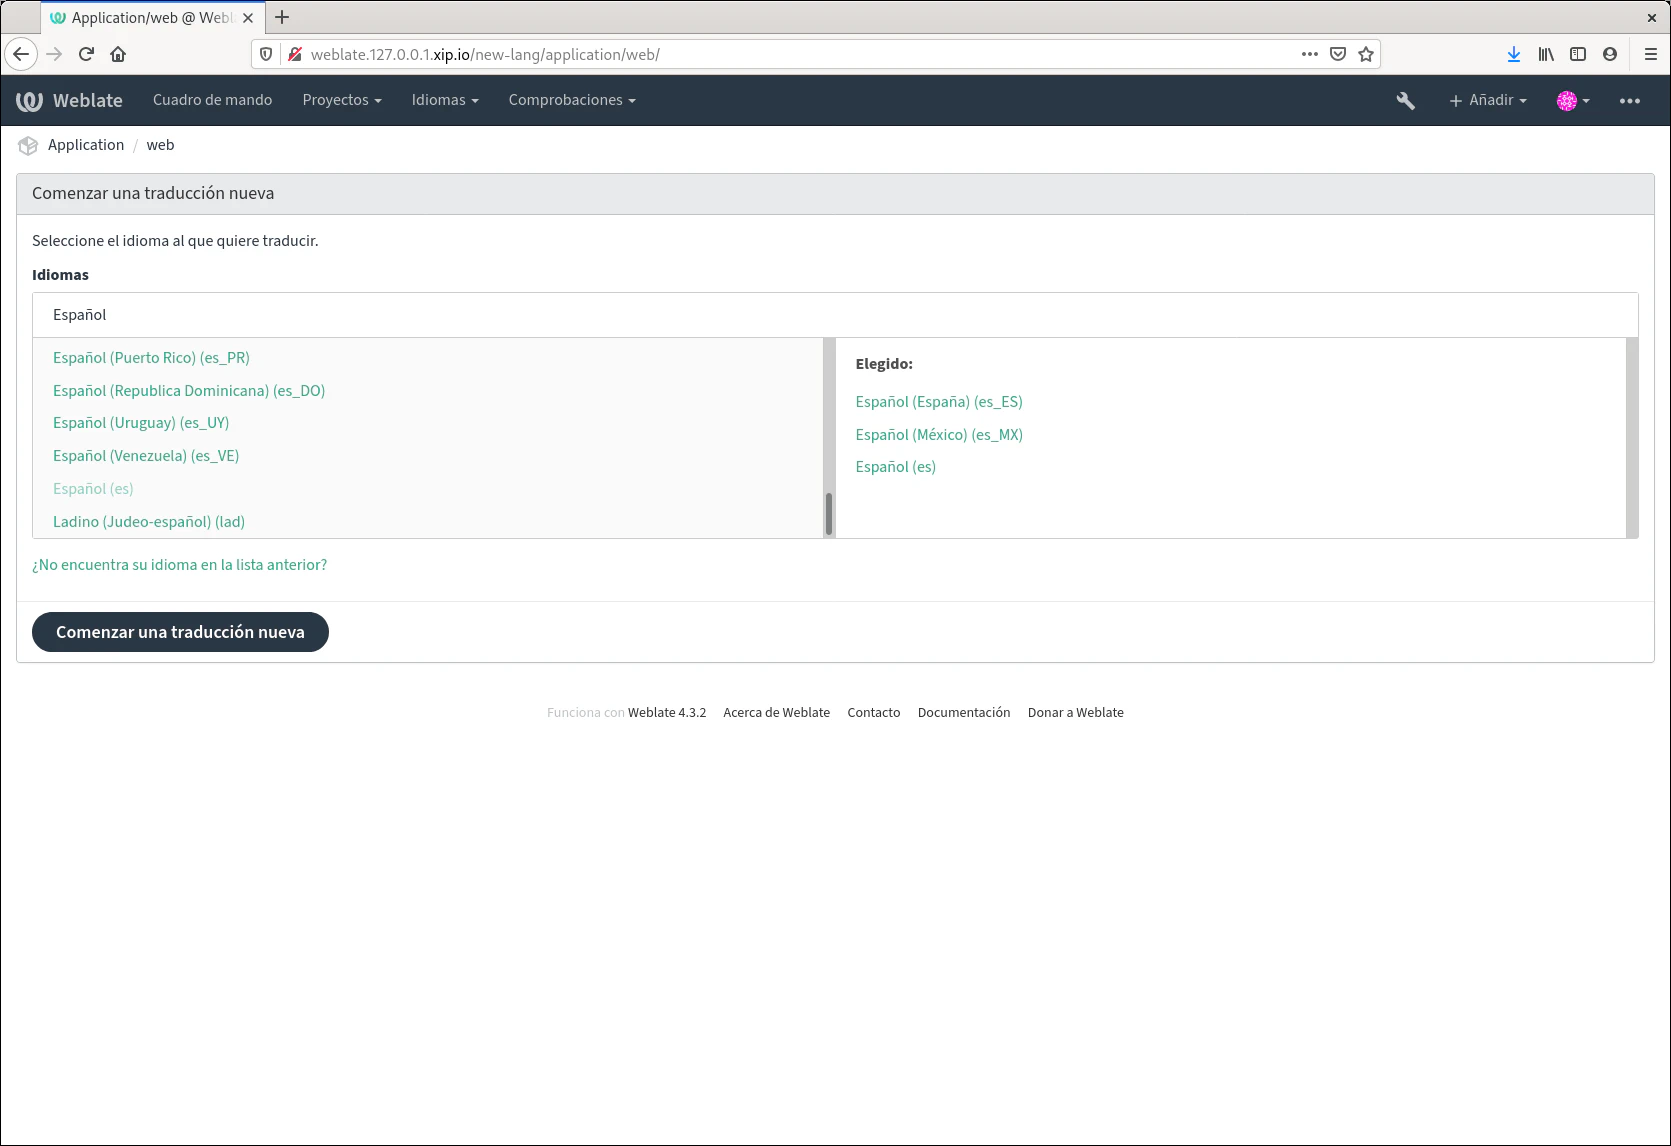 Application/web @ Webl
weblate.127.0.0.1.xip.io/new-lang/application/web/
Weblate Cuadro de mando Proyectos Idiomas Comprobaciones + Añadir
Application / web
Comenzar una traducción nueva
Seleccione el idioma al que quiere traducir.
Idiomas
Español
Español (Puerto Rico) (es_PR)
Español (Republica Dominicana) (es_DO)
Español (Uruguay) (es_UY)
Español (Venezuela) (es_VE)
Español (es)
Ladino (Judeo-español) (lad)
Elegido:
Español (España) (es_ES)
Español (México) (es_MX)
Español (es)
¿No encuentra su idioma en la lista anterior?
Comenzar una traducción nueva
Funciona con Weblate 4.3.2 Acerca de Weblate Contacto Documentación Donar a Weblate